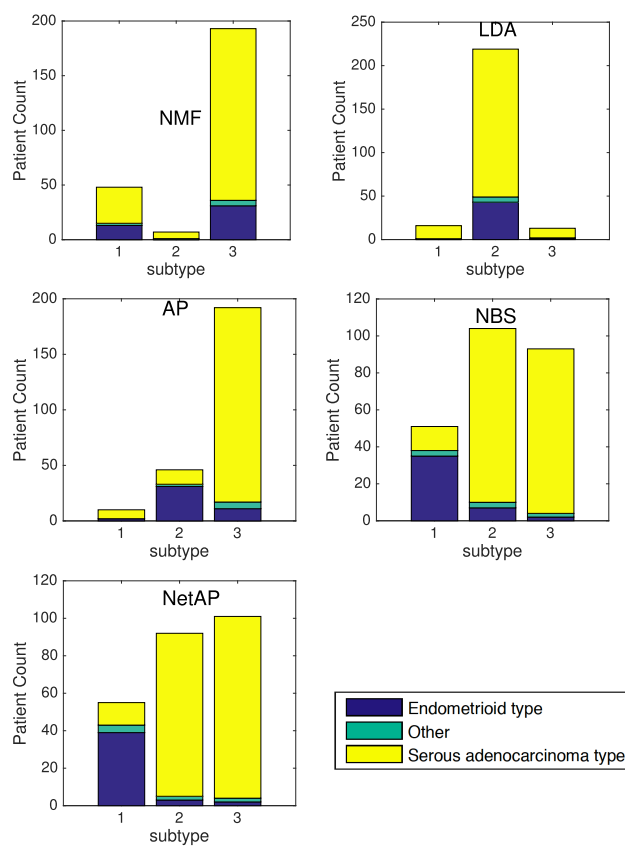 200
150
100
50
0
Patient Count
NMF
1 2 3
subtype
250
200
150
100
50
0
Patient Count
LDA
1 2 3
subtype
200
150
100
50
0
Patient Count
AP
1 2 3
subtype
120
100
80
60
40
20
0
Patient Count
NBS
1 2 3
subtype
120
100
80
60
40
20
0
Patient Count
NetAP
1 2 3
subtype
Endometrioid type
Other
Serous adenocarcinoma type